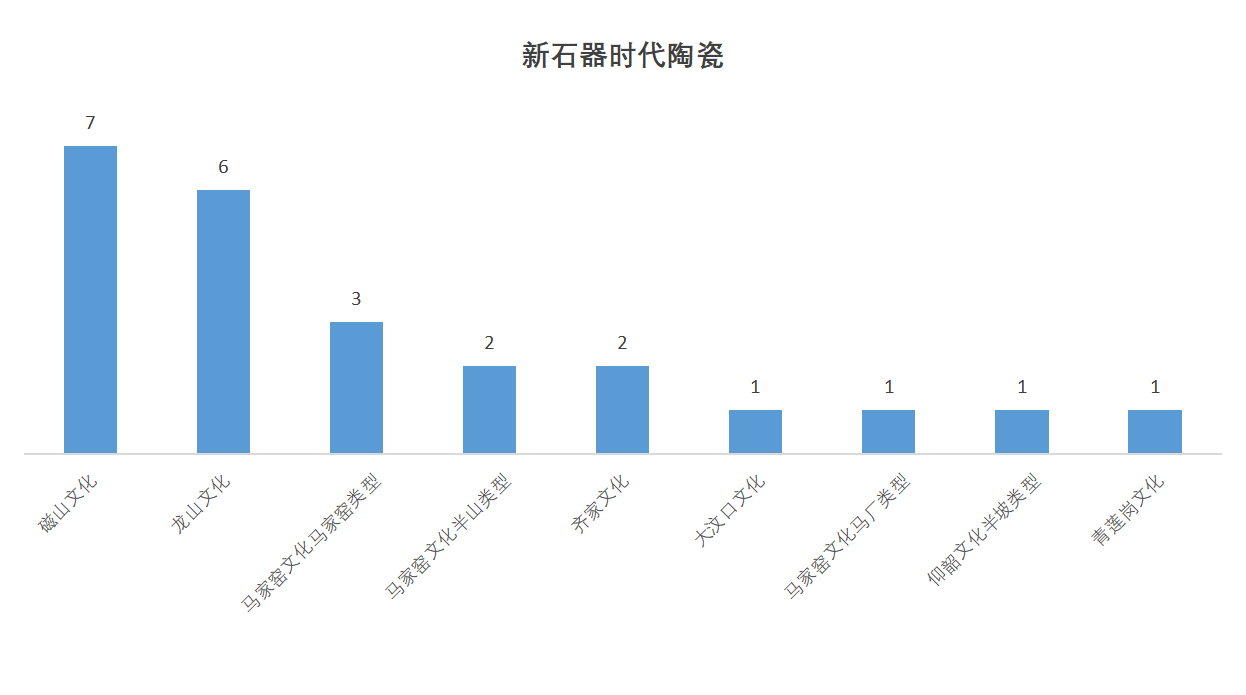 新石器时代陶瓷
7
6
3
2
2
1
1
1
1
磁山文化
龙山文化
马家窑文化马家窑类型
马家窑文化半山类型
齐家文化
大汶口文化
马家窑文化马厂类型
仰韶文化半坡类型
青莲岗文化